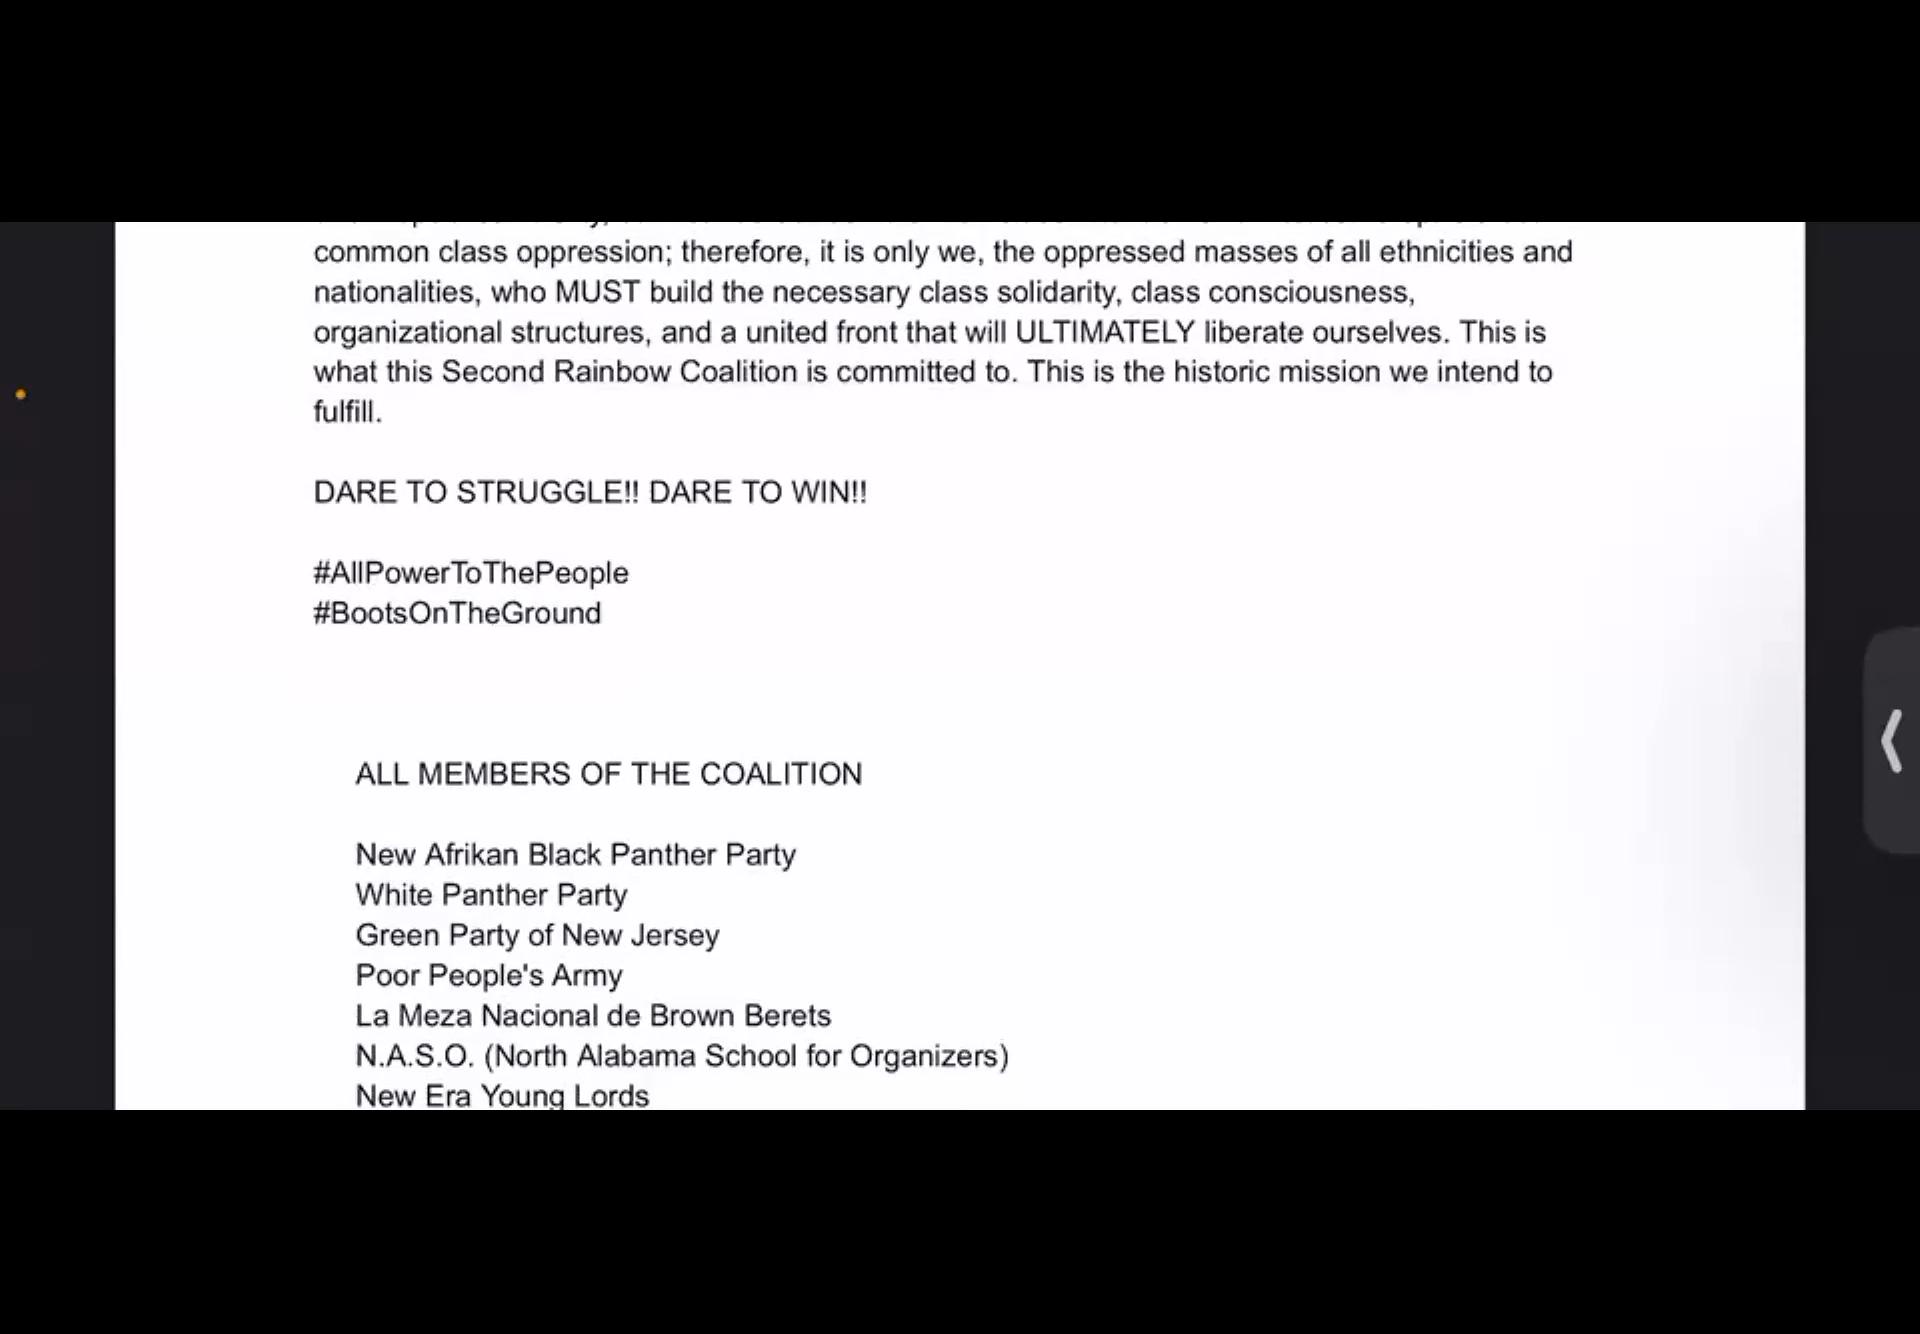 common class oppression; therefore, it is only we, the oppressed masses of all ethnicities and
nationalities, who MUST build the necessary class solidarity, class consciousness,
organizational structures, and a united front that will ULTIMATELY liberate ourselves. This is
what this Second Rainbow Coalition is committed to. This is the historic mission we intend to
fulfill.
DARE TO STRUGGLE!! DARE TO WIN!!
#AllPowerToThePeople
#BootsOnTheGround
ALL MEMBERS OF THE COALITION
New Afrikan Black Panther Party
White Panther Party
Green Party of New Jersey
Poor People's Army
La Meza Nacional de Brown Berets
N.A.S.O. (North Alabama School for Organizers)
New Era Young Lords